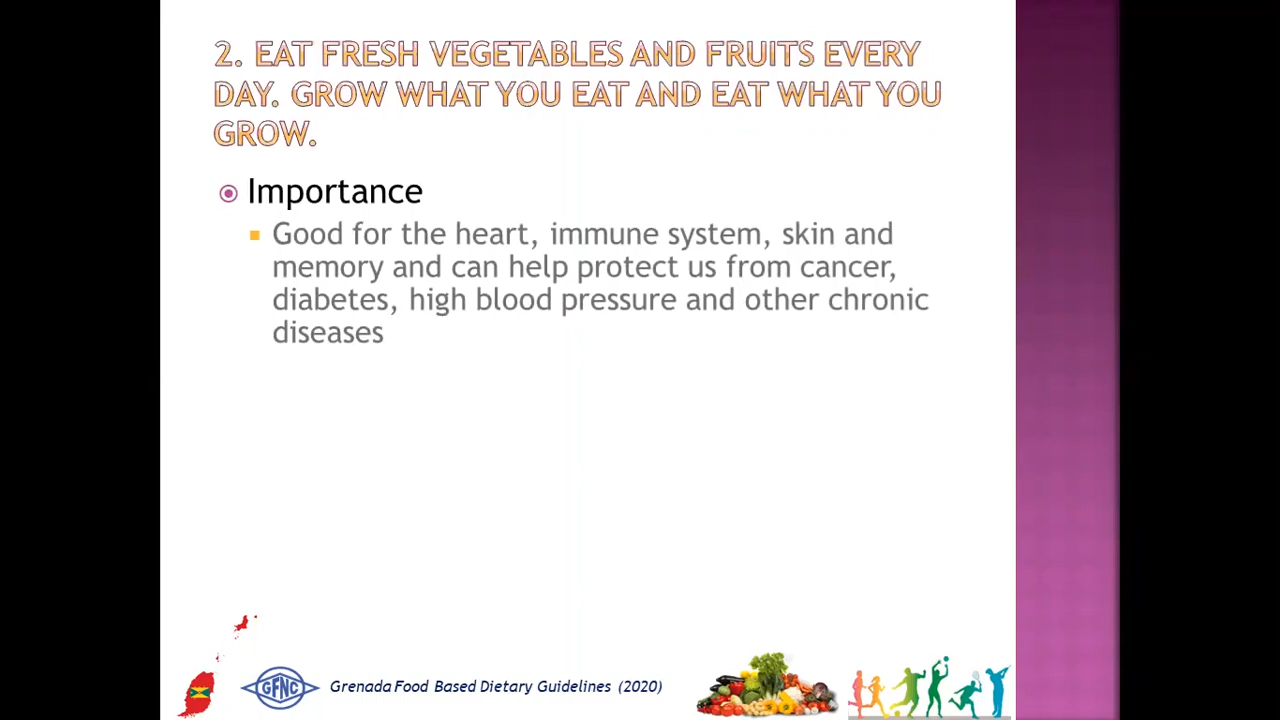 2. EAT FRESH VEGETABLES AND FRUITS EVERY
DAY. GROW WHAT YOU EAT AND EAT WHAT YOU
GROW.
Importance
Good for the heart, immune system, skin and
memory and can help protect us from cancer,
diabetes, high blood pressure and other chronic
diseases
GFNC
Grenada Food Based Dietary Guidelines (2020)